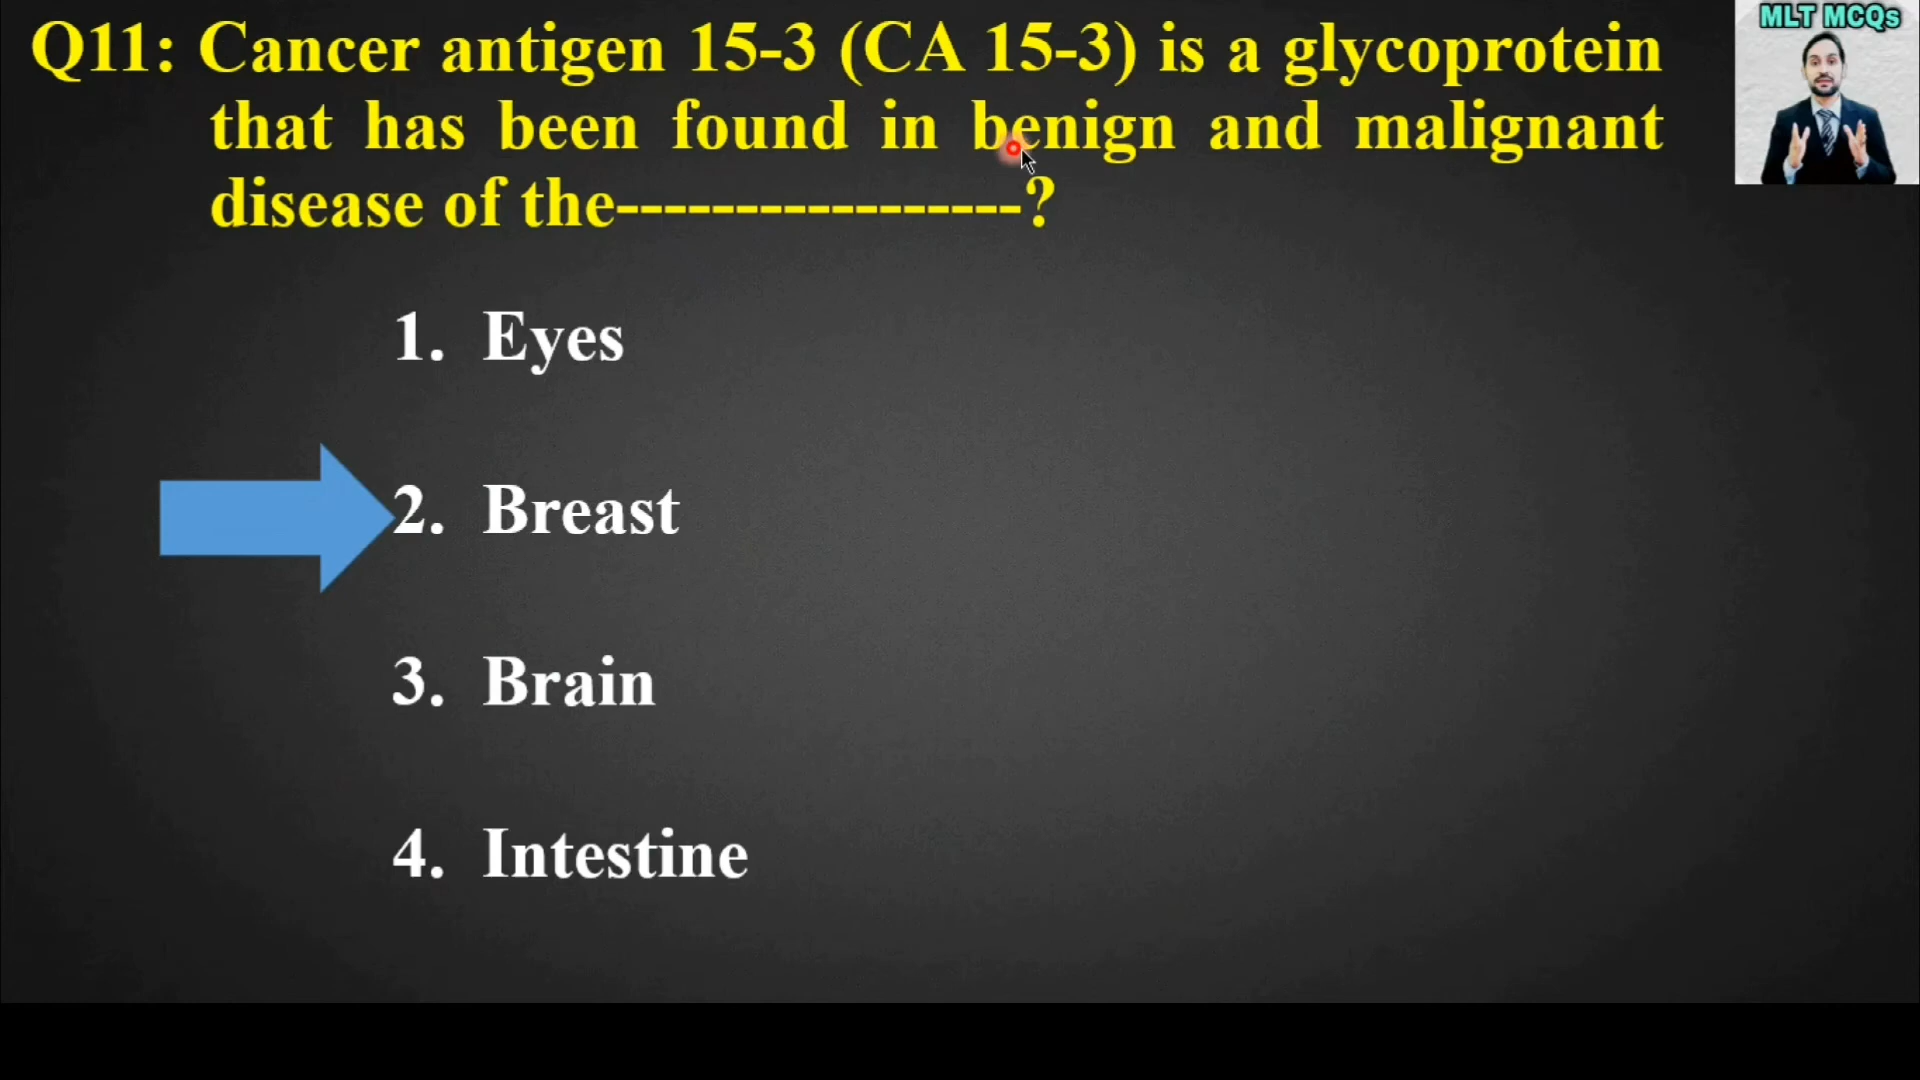 MLT MCQs
Q11: Cancer antigen 15-3 (CA 15-3) is a glycoprotein
that has been found in benign and malignant
disease of the-----------------?
1. Eyes
2. Breast
3. Brain
4. Intestine